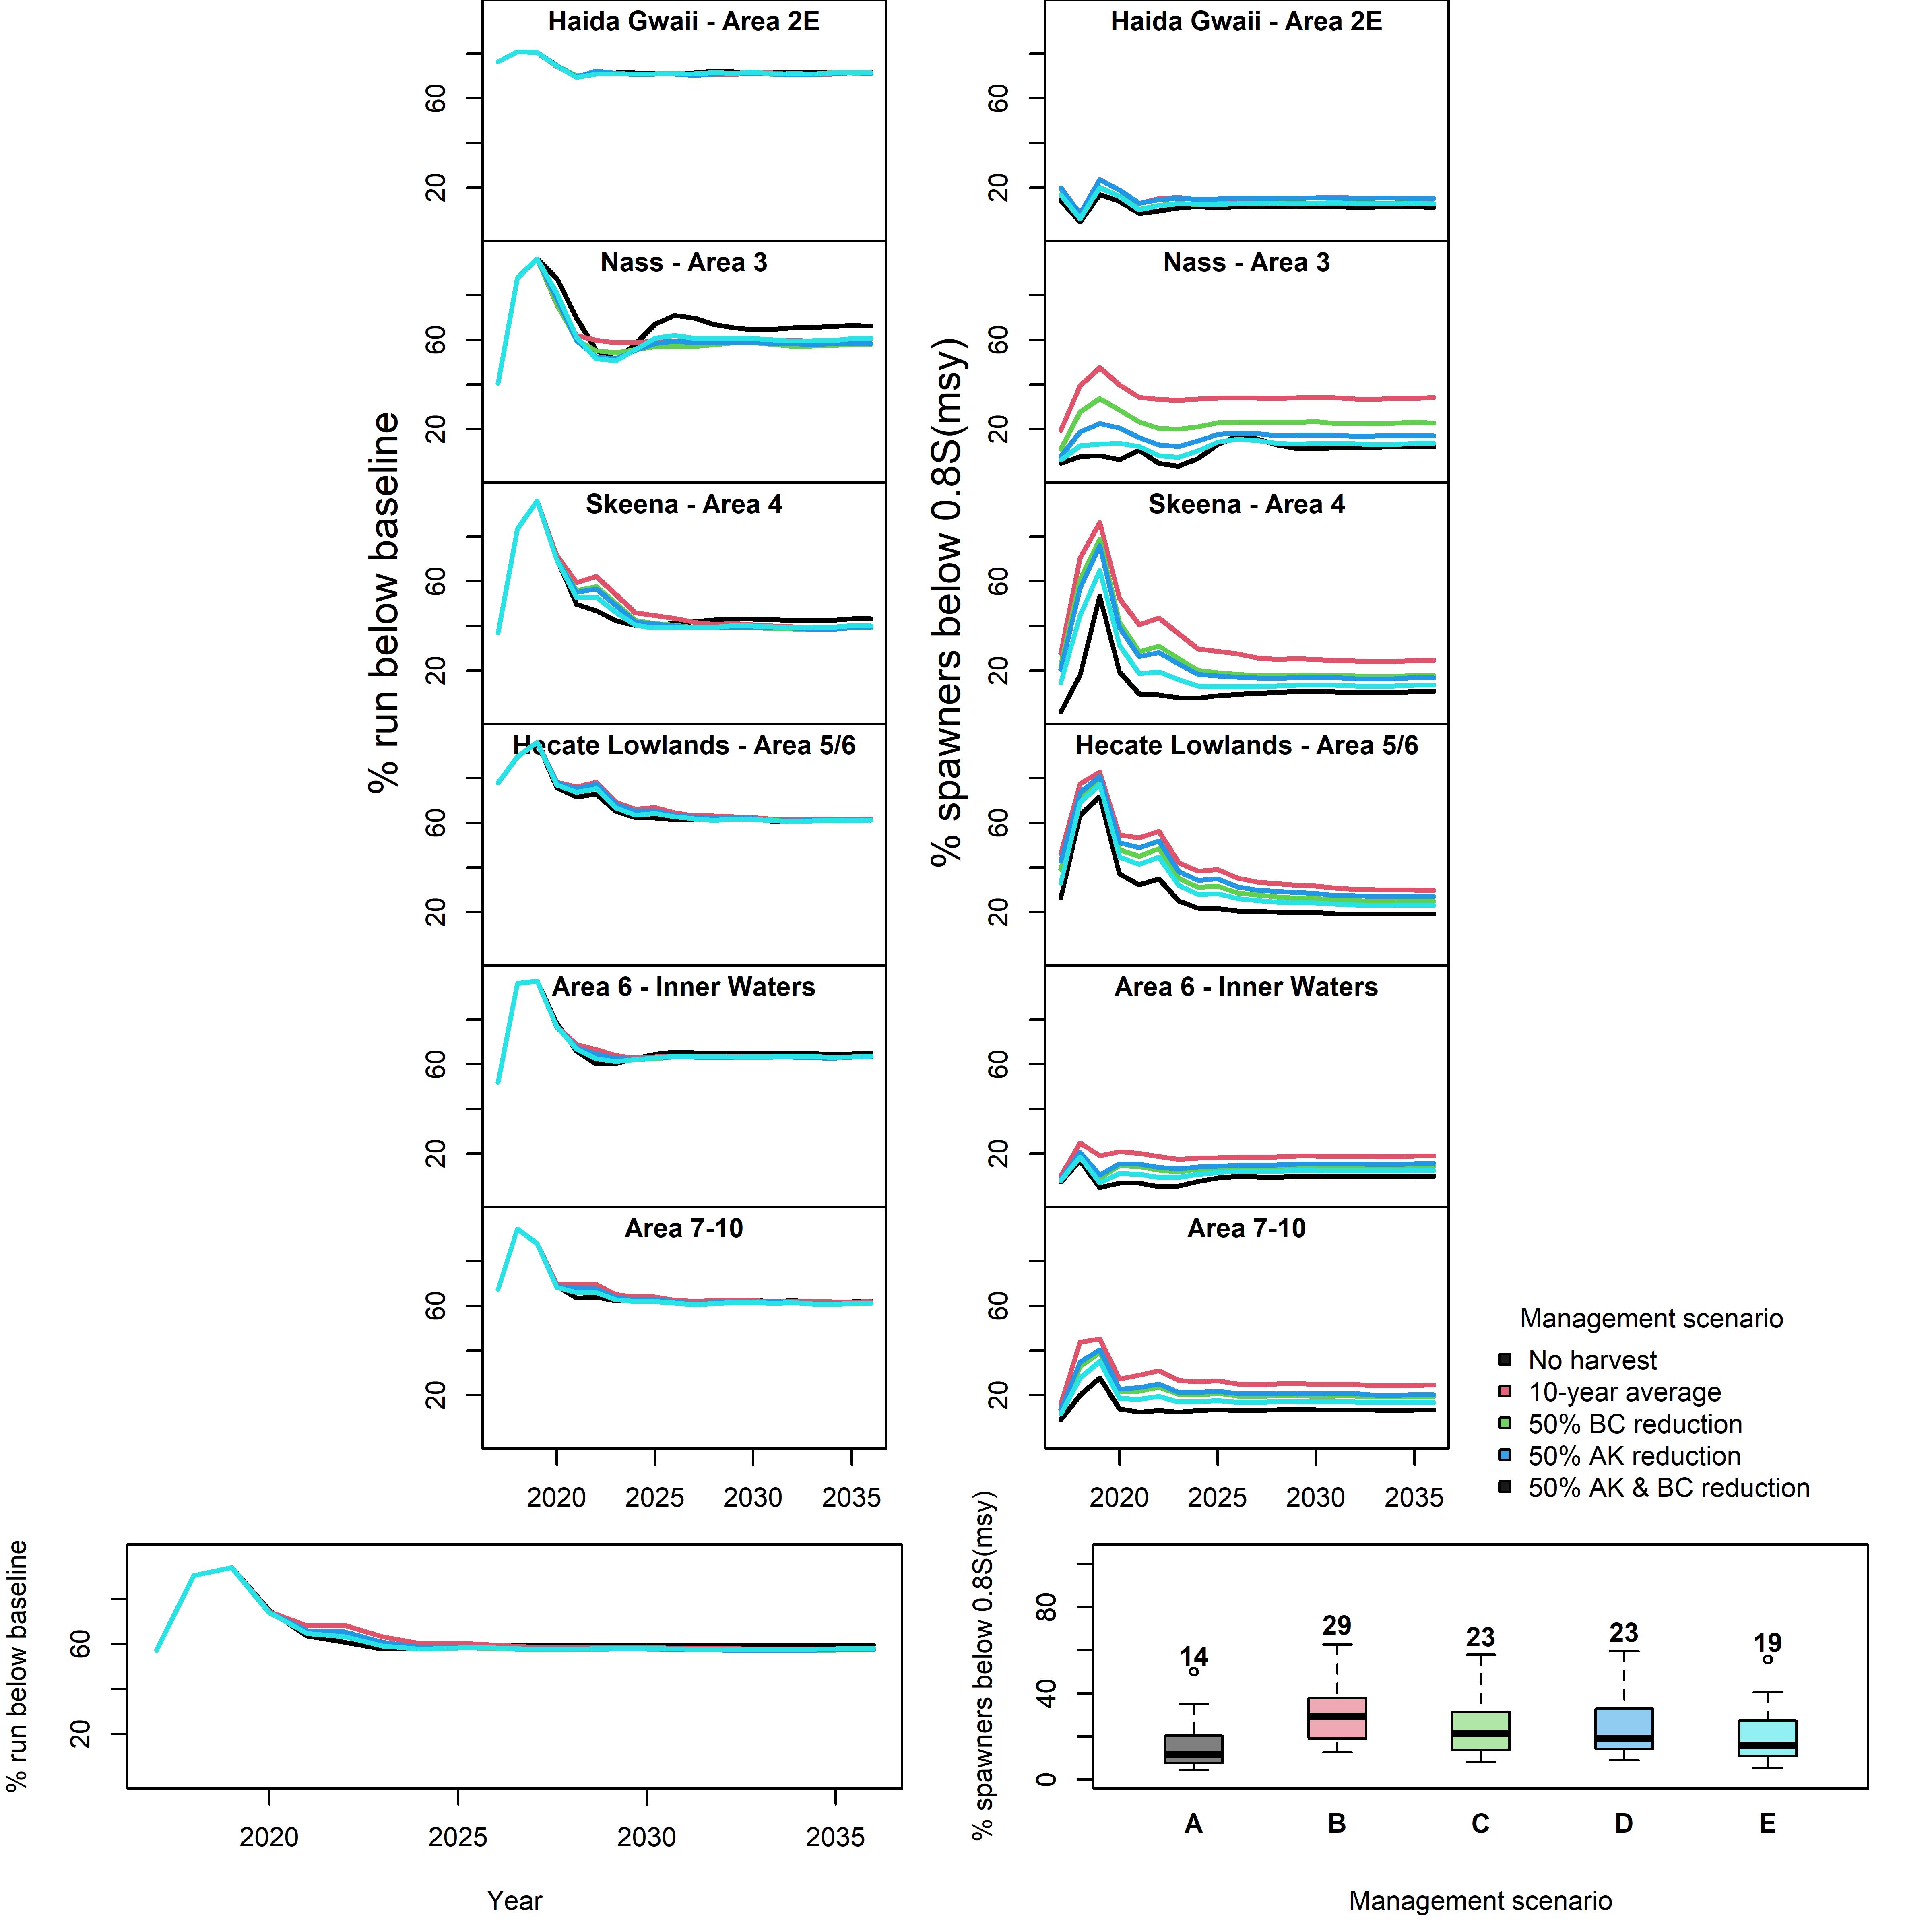 Haida Gwaii - Area 2E
60
20
Nass - Area 3
60
20
Skeena - Area 4
60
20
Hecate Lowlands - Area 5/6
60
20
Area 6 - Inner Waters
60
20
Area 7-10
60
20
2020 2025 2030 2035
% run below baseline
Haida Gwaii - Area 2E
60
20
Nass - Area 3
60
20
Skeena - Area 4
60
20
Hecate Lowlands - Area 5/6
60
20
Area 6 - Inner Waters
60
20
Area 7-10
60
20
2020 2025 2030 2035
% spawners below 0.8S(msy)
Management scenario
No harvest
10-year average
50% BC reduction
50% AK reduction
50% AK & BC reduction
% run below baseline
60
20
2020 2025 2030 2035
Year
% spawners below 0.8S(msy)
80
40
0
14 29 23 23 19
A B C D E
Management scenario